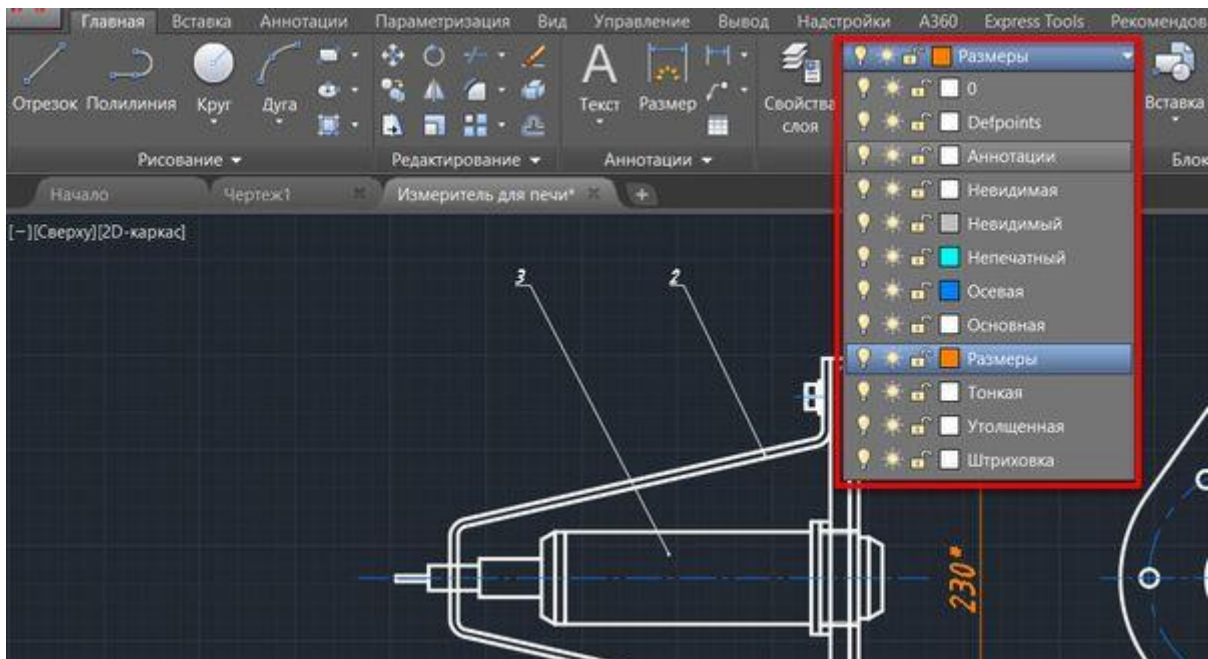 Главная Вставка Аннотации Параметризация Вид Управление Вывод Надстройки A360 Express Tools Рекомендов
Отрезок Полилиния Круг Дуга Текст Размер Свойства слоя Вставка
Рисование Редактирование Аннотации Блок
Размеры
0
Defpoints
Аннотации
Невидимая
Невидимый
Непечатный
Осевая
Основная
Размеры
Тонкая
Утолщенная
Штриховка
Начало Чертеж1 Измеритель для печи*
[−][Сверху][2D-каркас]
3 2
230*